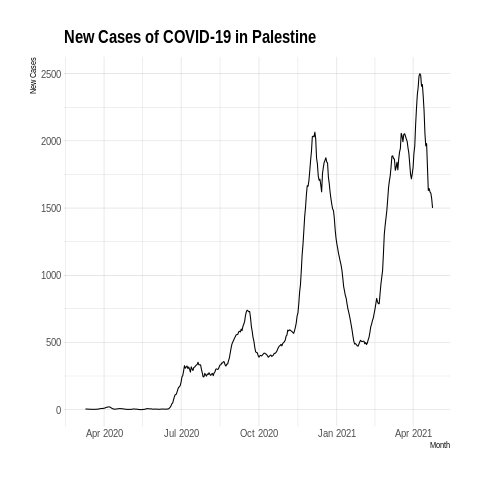 New Cases of COVID-19 in Palestine
New Cases
2500
2000
1500
1000
500
0
Apr 2020 Jul 2020 Oct 2020 Jan 2021 Apr 2021
Month